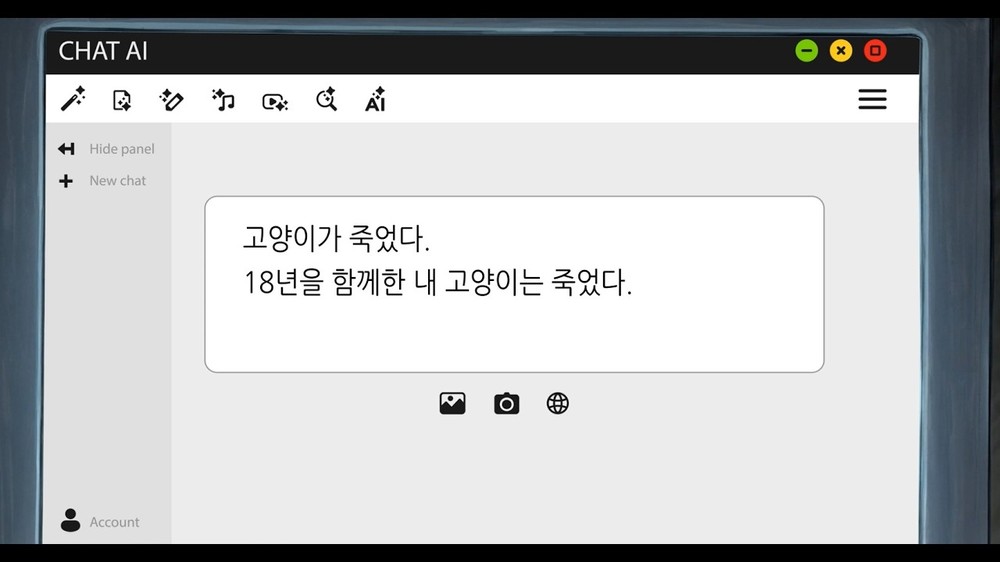 CHAT AI
AI
Hide panel
New chat
고양이가 죽었다.
18년을 함께한 내 고양이는 죽었다.
Account